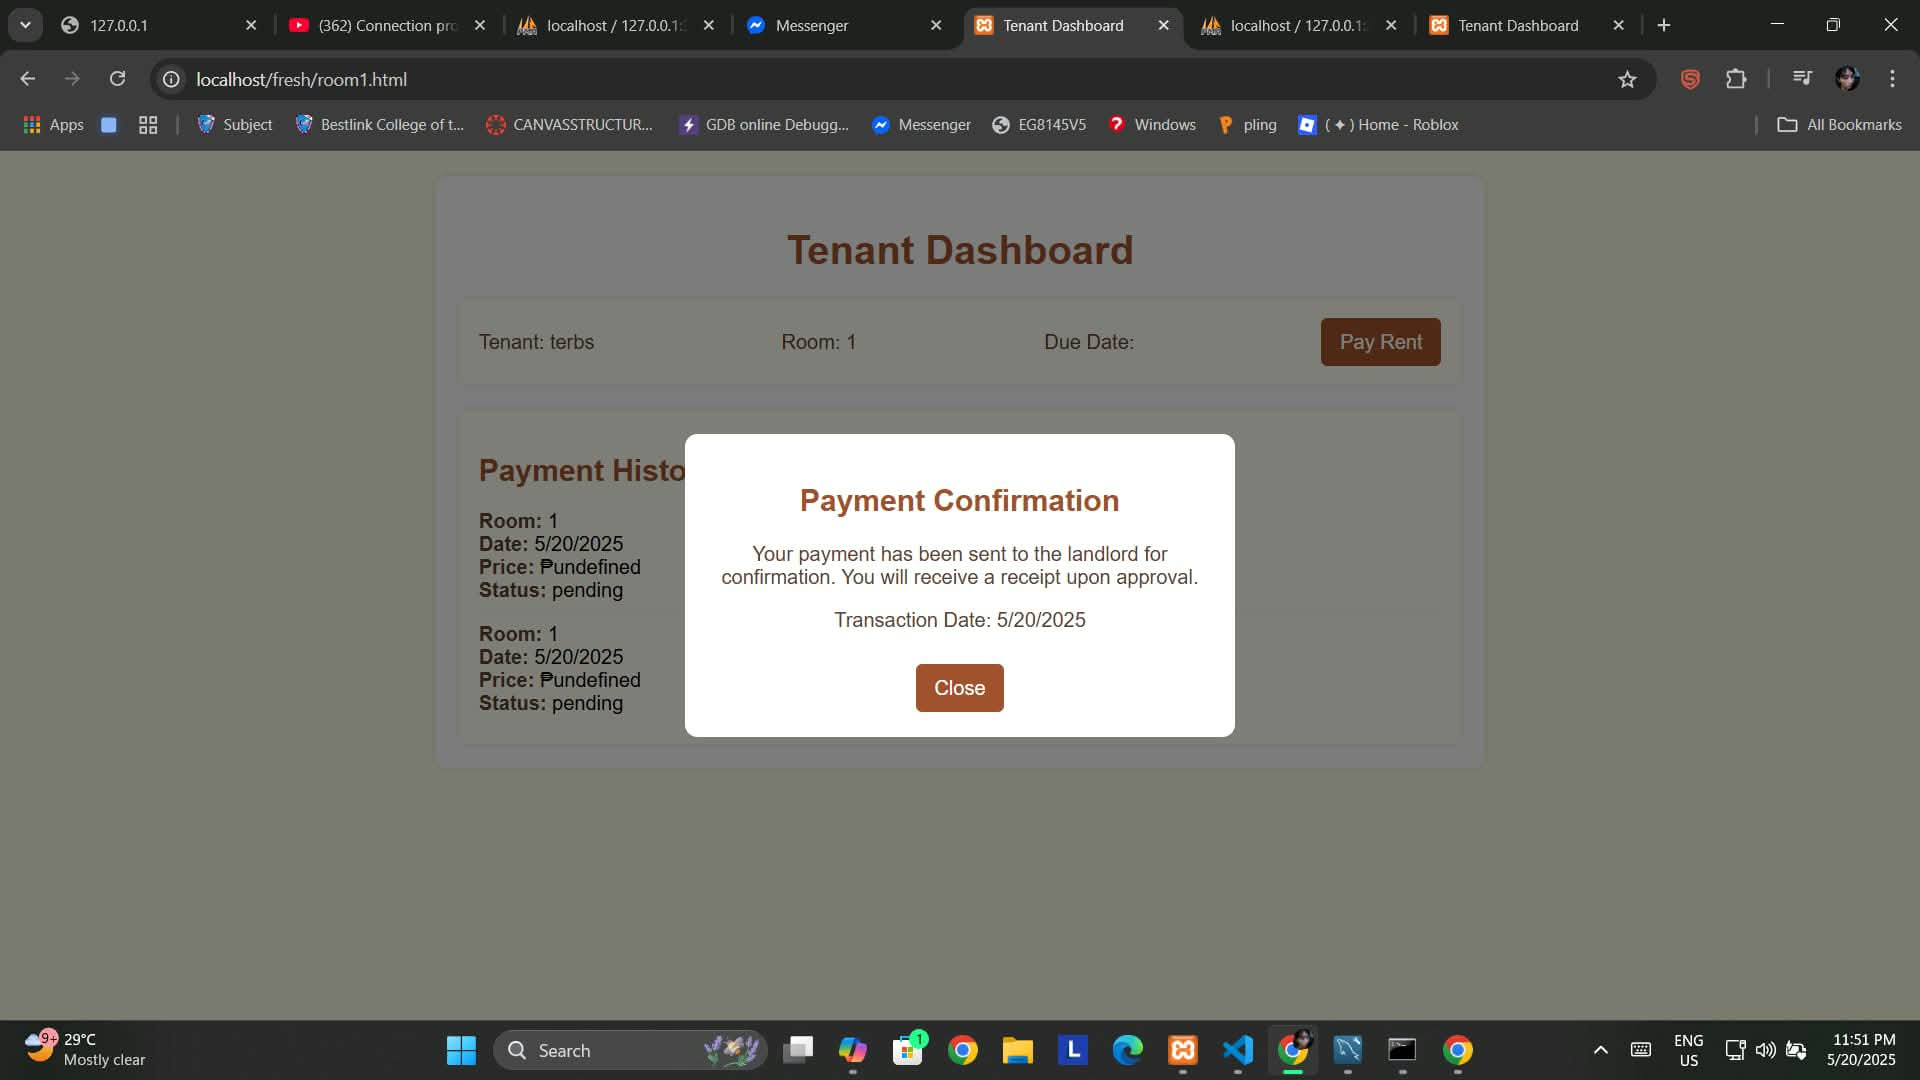 127.0.0.1
(362) Connection pro
localhost / 127.0.0.1:
Messenger
Tenant Dashboard
localhost / 127.0.0.1:
Tenant Dashboard
localhost/fresh/room1.html
Apps
Subject
Bestlink College of t...
CANVASSTRUCTUR...
GDB online Debugg...
Messenger
EG8145V5
Windows
pling
( ✦ ) Home - Roblox
All Bookmarks
Tenant Dashboard
Tenant: terbs
Room: 1
Due Date:
Pay Rent
Payment Histo
Room: 1
Date: 5/20/2025
Price: ₱undefined
Status: pending
Room: 1
Date: 5/20/2025
Price: ₱undefined
Status: pending
Payment Confirmation
Your payment has been sent to the landlord for
confirmation. You will receive a receipt upon approval.
Transaction Date: 5/20/2025
Close
9+
29°C
Mostly clear
Search
1
L
ENG
US
11:51 PM
5/20/2025